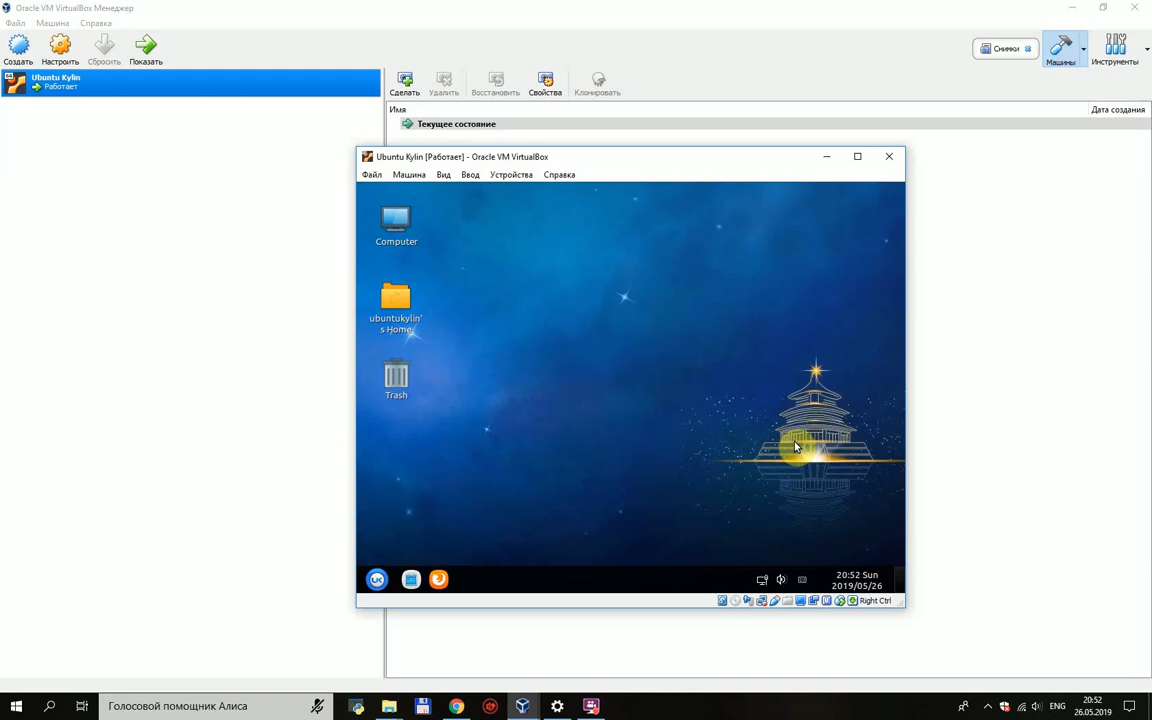 Oracle VM VirtualBox Менеджер
Файл Машина Справка
Создать Настроить Сбросить Показать
Снимки Машины Инструменты
Ubuntu Kylin
Работает
Сделать Удалить Восстановить Свойства Клонировать
Имя Дата создания
Текущее состояние
Ubuntu Kylin [Работает] - Oracle VM VirtualBox
Файл Машина Вид Ввод Устройства Справка
Computer
ubuntukylin'
s Home
Trash
UK
20:52 Sun
2019/05/26
Right Ctrl
Голосовой помощник Алиса
ENG
20:52
26.05.2019